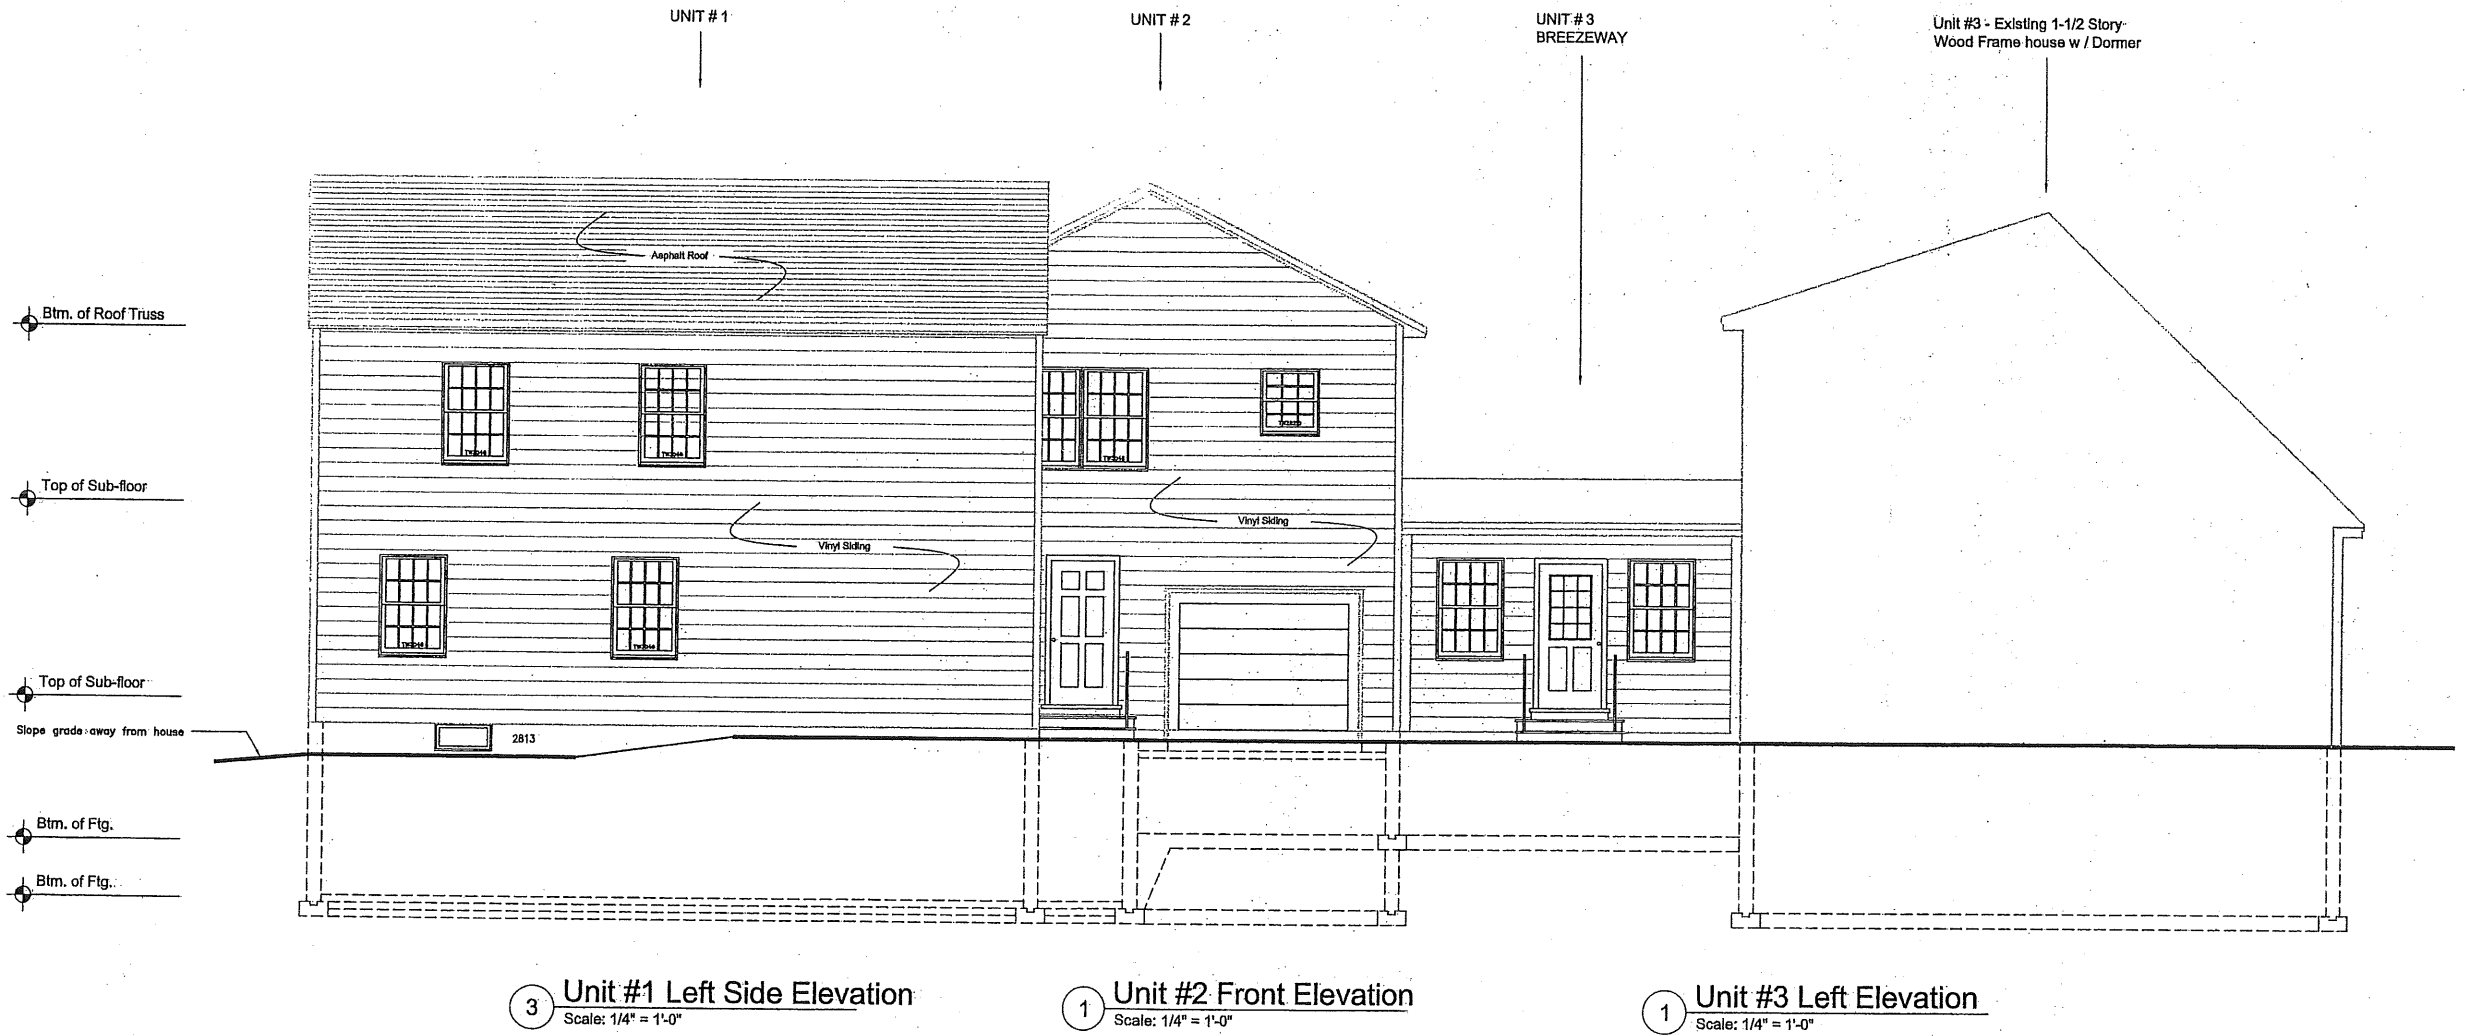 UNIT # 1
UNIT # 2
UNIT # 3
BREEZEWAY
Unit #3 - Existing 1-1/2 Story
Wood Frame house w / Dormer
Asphalt Roof
Btm. of Roof Truss
Top of Sub-floor
Vinyl Siding
Vinyl Siding
Top of Sub-floor
Slope grade away from house
2813
Btm. of Ftg.
Btm. of Ftg.
3
Unit #1 Left Side Elevation
Scale: 1/4" = 1'-0"
1
Unit #2 Front Elevation
Scale: 1/4" = 1'-0"
1
Unit #3 Left Elevation
Scale: 1/4" = 1'-0"